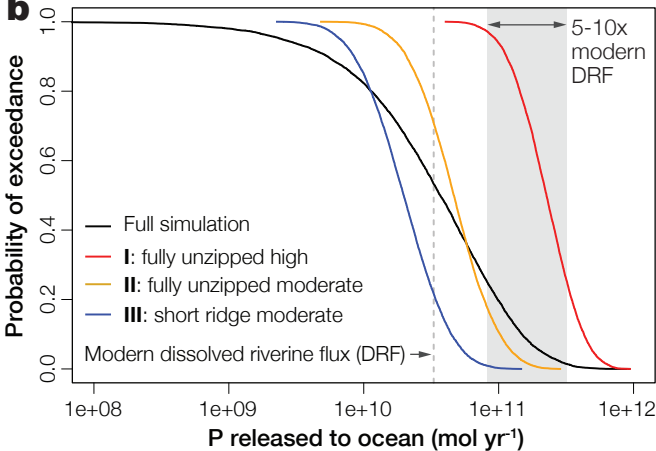 b
Probability of exceedance
1.0
0.8
0.6
0.4
0.2
0.0
5-10x
modern
DRF
Full simulation
I: fully unzipped high
II: fully unzipped moderate
III: short ridge moderate
Modern dissolved riverine flux (DRF)
1e+08 1e+09 1e+10 1e+11 1e+12
P released to ocean (mol yr⁻¹)